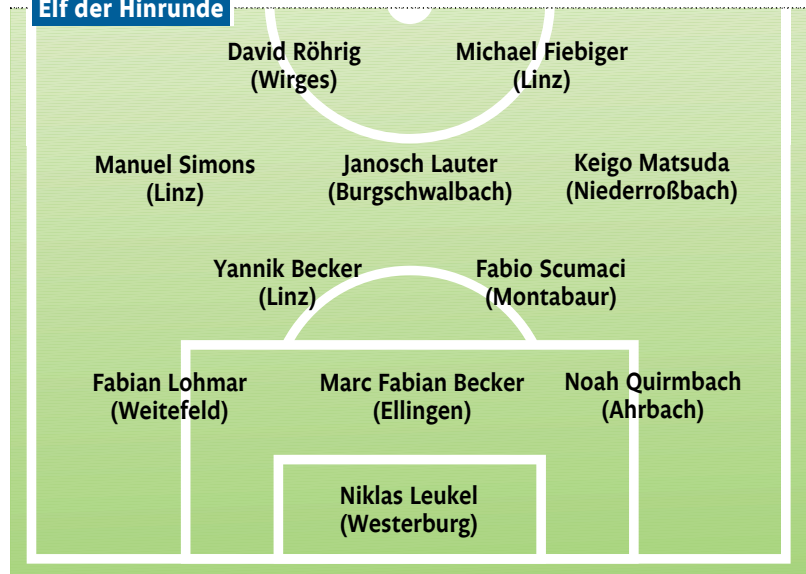 Elf der Hinrunde
David Röhrig
(Wirges)
Michael Fiebiger
(Linz)
Manuel Simons
(Linz)
Janosch Lauter
(Burgschwalbach)
Keigo Matsuda
(Niederroßbach)
Yannik Becker
(Linz)
Fabio Scumaci
(Montabaur)
Fabian Lohmar
(Weitefeld)
Marc Fabian Becker
(Ellingen)
Noah Quirmbach
(Ahrbach)
Niklas Leukel
(Westerburg)